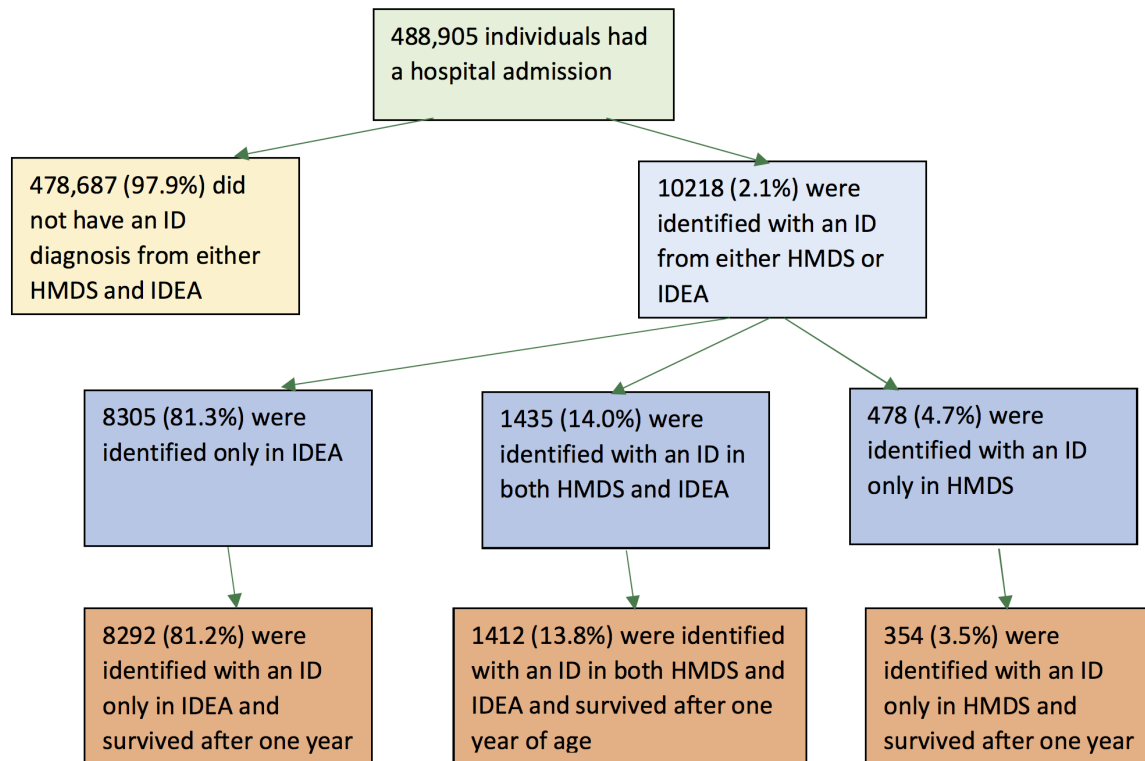 488,905 individuals had
a hospital admission
478,687 (97.9%) did
not have an ID
diagnosis from either
HMDS and IDEA
10218 (2.1%) were
identified with an ID
from either HMDS or
IDEA
8305 (81.3%) were
identified only in IDEA
1435 (14.0%) were
identified with an ID in
both HMDS and IDEA
478 (4.7%) were
identified with an ID
only in HMDS
8292 (81.2%) were
identified with an ID
only in IDEA and
survived after one year
1412 (13.8%) were identified
with an ID in both HMDS and
IDEA and survived after one
year of age
354 (3.5%) were
identified with an ID
only in HMDS and
survived after one year